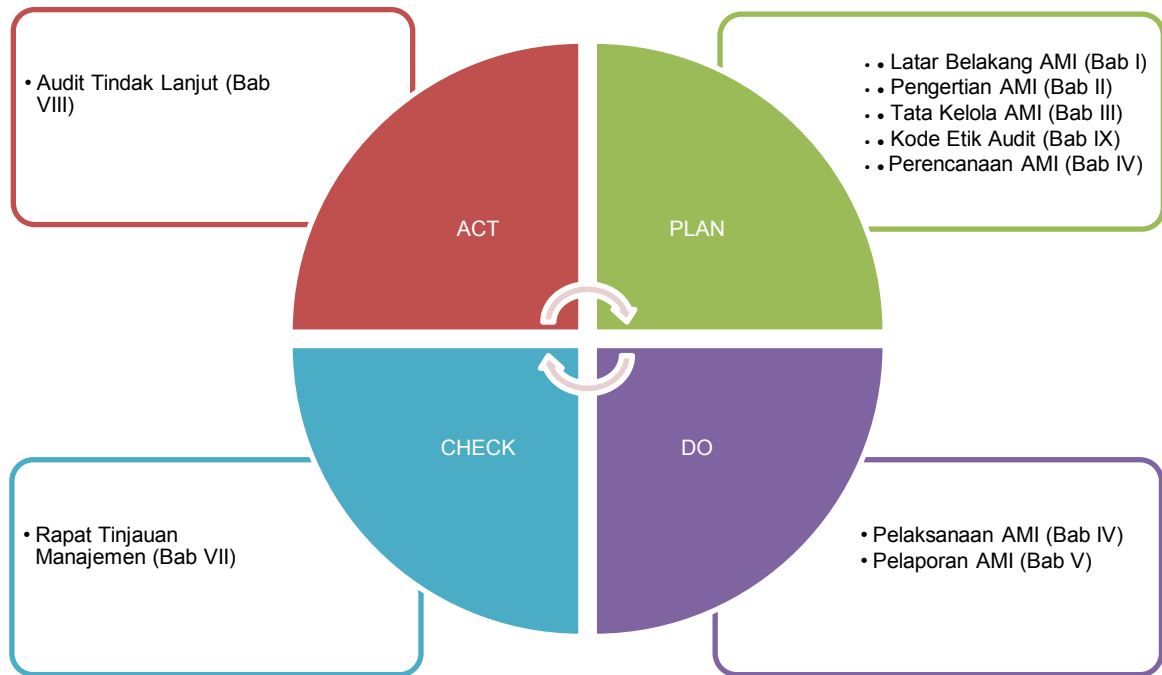 • Audit Tindak Lanjut (Bab
VIII)
• • Latar Belakang AMI (Bab I)
• • Pengertian AMI (Bab II)
• • Tata Kelola AMI (Bab III)
• • Kode Etik Audit (Bab IX)
• • Perencanaan AMI (Bab IV)
ACT
PLAN
CHECK
DO
• Rapat Tinjauan
Manajemen (Bab VII)
• Pelaksanaan AMI (Bab IV)
• Pelaporan AMI (Bab V)